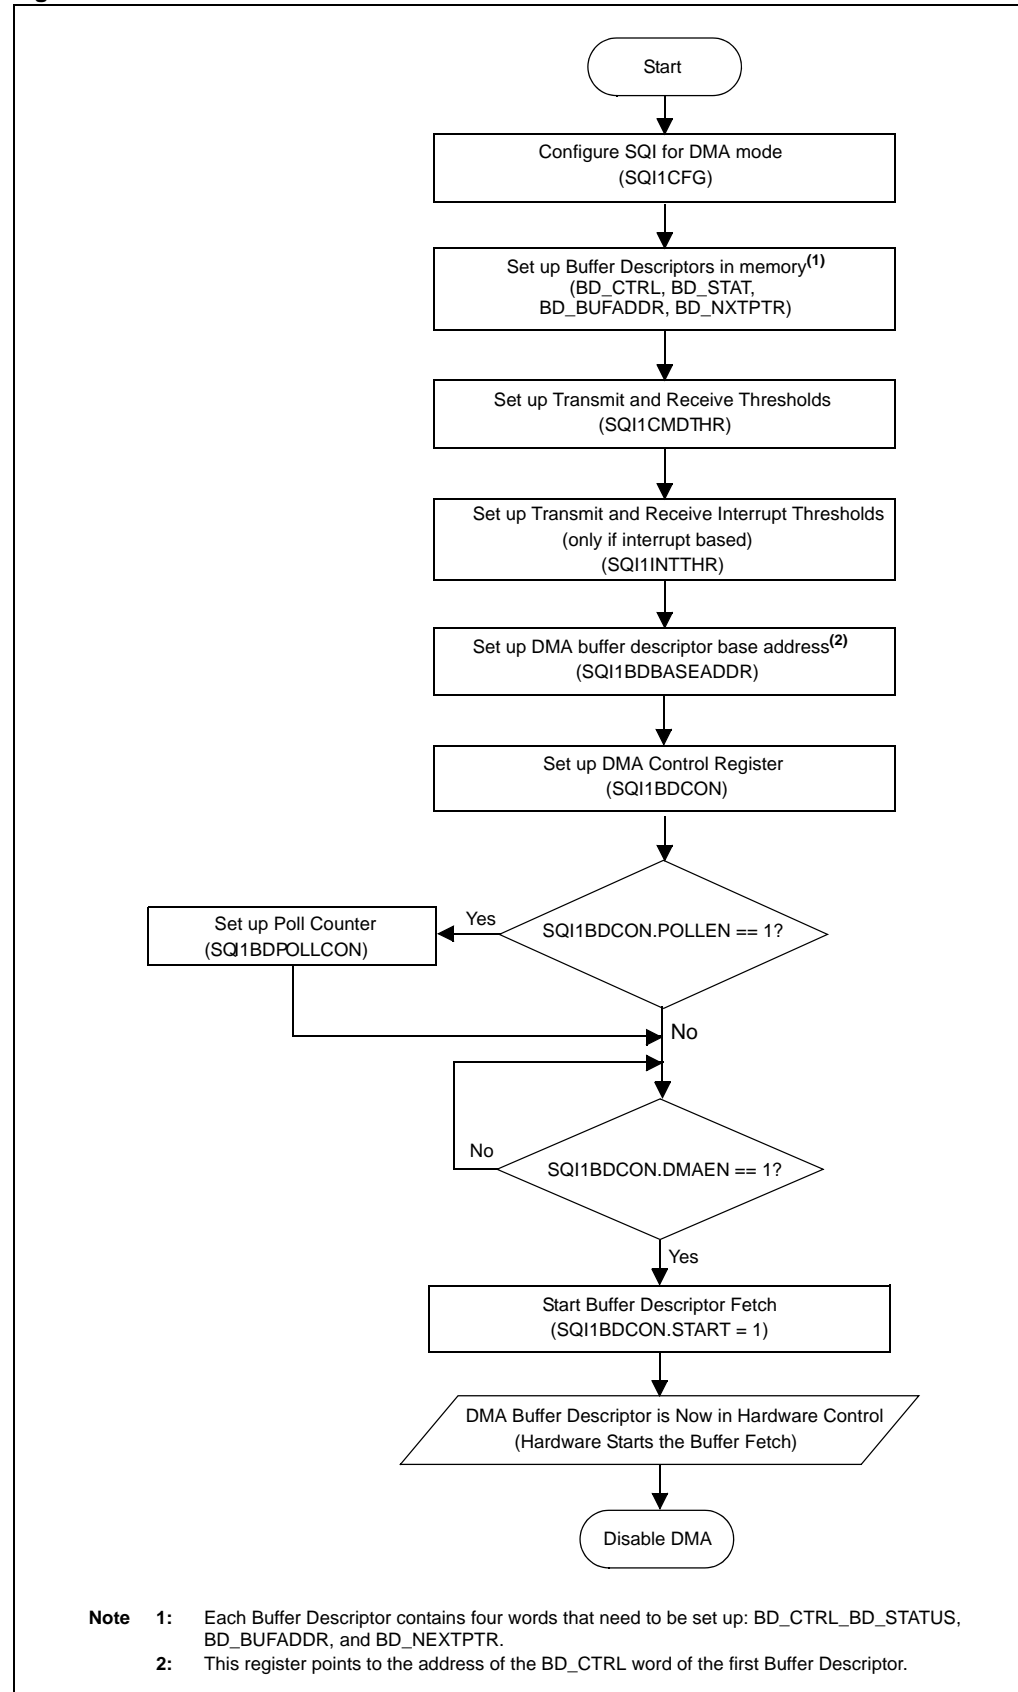 Start
Configure SQI for DMA mode
(SQI1CFG)
Set up Buffer Descriptors in memory(1)
(BD_CTRL, BD_STAT,
BD_BUFADDR, BD_NXTPTR)
Set up Transmit and Receive Thresholds
(SQI1CMDTHR)
Set up Transmit and Receive Interrupt Thresholds
(only if interrupt based)
(SQI1INTTHR)
Set up DMA buffer descriptor base address(2)
(SQI1BDBASEADDR)
Set up DMA Control Register
(SQI1BDCON)
SQI1BDCON.POLLEN == 1?
Yes
Set up Poll Counter
(SQI1BDPOLLCON)
No
SQI1BDCON.DMAEN == 1?
No
Yes
Start Buffer Descriptor Fetch
(SQI1BDCON.START = 1)
DMA Buffer Descriptor is Now in Hardware Control
(Hardware Starts the Buffer Fetch)
Disable DMA
Note 1: Each Buffer Descriptor contains four words that need to be set up: BD_CTRL_BD_STATUS,
BD_BUFADDR, and BD_NEXTPTR.
2: This register points to the address of the BD_CTRL word of the first Buffer Descriptor.